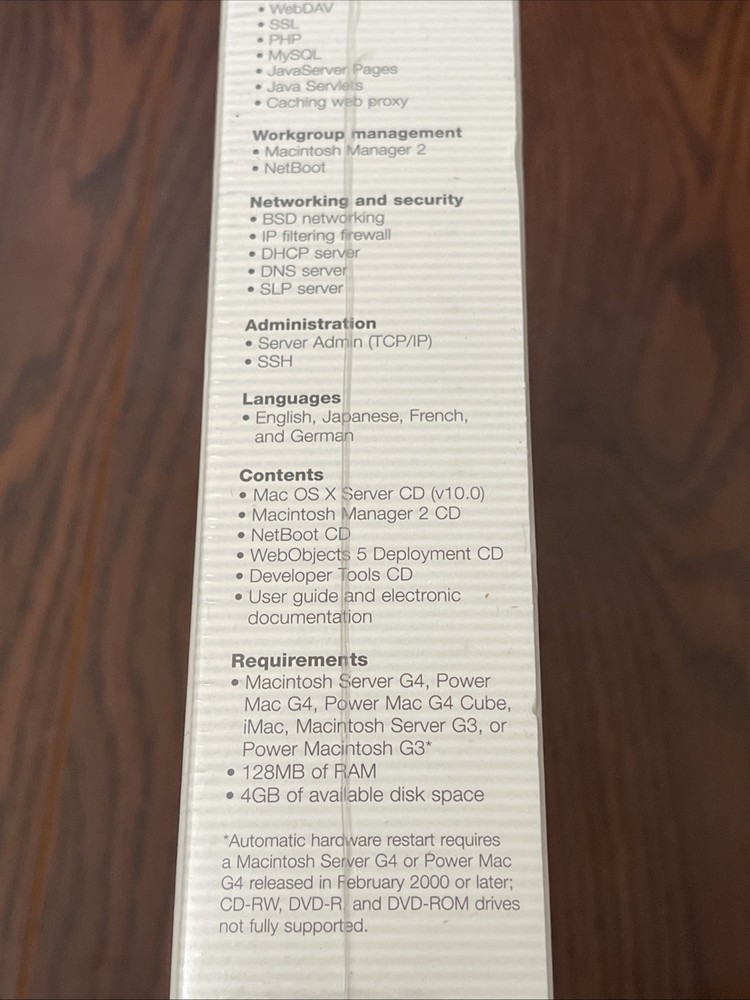 • WebDAV
• SSL
• PHP
• MySQL
• JavaServer Pages
• Java Servlets
• Caching web proxy
Workgroup management
• Macintosh Manager 2
• NetBoot
Networking and security
• BSD networking
• IP filtering firewall
• DHCP server
• DNS server
• SLP server
Administration
• Server Admin (TCP/IP)
• SSH
Languages
• English, Japanese, French,
and German
Contents
• Mac OS X Server CD (v10.0)
• Macintosh Manager 2 CD
• NetBoot CD
• WebObjects 5 Deployment CD
• Developer Tools CD
• User guide and electronic
documentation
Requirements
• Macintosh Server G4, Power
Mac G4, Power Mac G4 Cube,
iMac, Macintosh Server G3, or
Power Macintosh G3*
• 128MB of RAM
• 4GB of available disk space
*Automatic hardware restart requires
a Macintosh Server G4 or Power Mac
G4 released in February 2000 or later;
CD-RW, DVD-R, and DVD-ROM drives
not fully supported.